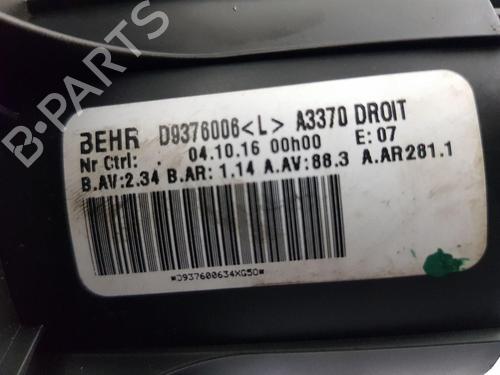 B-PARTS
BEHR D9376006<L> A3370 DROIT
Nr Ctrl: . 04.10.16 00h00 E: 07
B.AV:2.34 B.AR: 1.14 A.AV:88.3 A.AR281.1
*D937600634XG50*